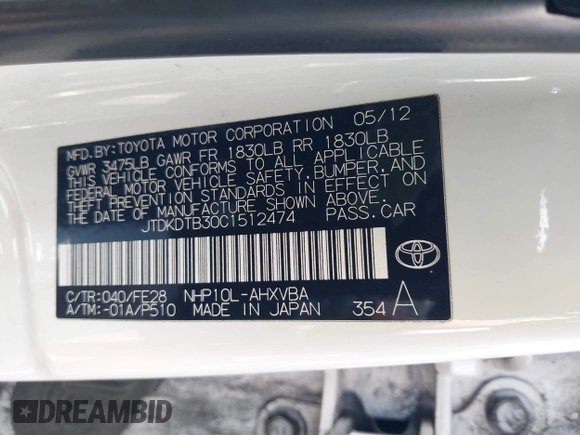 MFD.BY:TOYOTA MOTOR CORPORATION 05/12
GVWR 3475LB GAWR FR 1830LB RR 1830LB
THIS VEHICLE CONFORMS TO ALL APPLICABLE
FEDERAL MOTOR VEHICLE SAFETY,BUMPER,AND
THEFT PREVENTION STANDARDS IN EFFECT ON
THE DATE OF MANUFACTURE SHOWN ABOVE.
JTDKDTB30C1512474 PASS.CAR
C/TR:040/FE28 NHP10L-AHXVBA
A/TM:-01A/P510 MADE IN JAPAN 354 A
DREAMBID